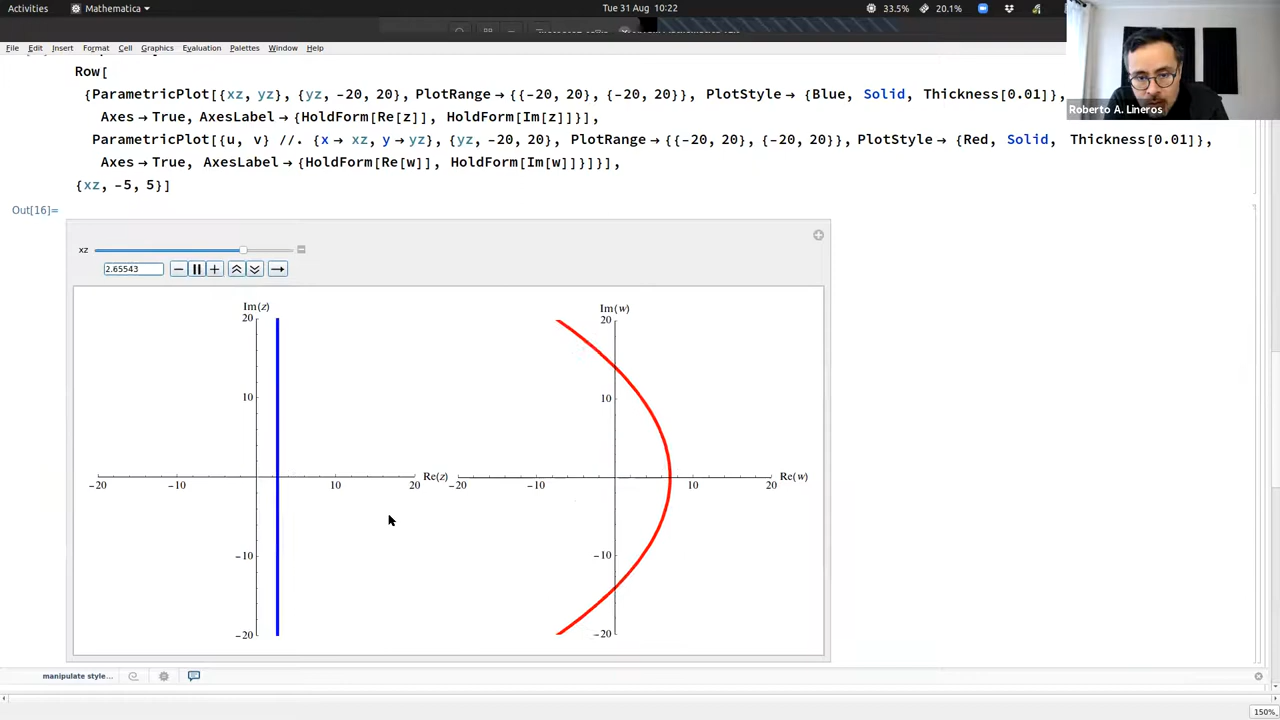 Activities
Mathematica
Tue 31 Aug 10:22
33.5%
20.1%
File Edit Insert Format Cell Graphics Evaluation Palettes Window Help
Row[
{ParametricPlot[{xz, yz}, {yz, -20, 20}, PlotRange→{{-20, 20}, {-20, 20}}, PlotStyle→ {Blue, Solid, Thickness[0.01]},
Axes→True, AxesLabel→{HoldForm[Re[z]], HoldForm[Im[z]]}],
ParametricPlot[{u, v} //. {x→ xz, y→yz}, {yz, -20, 20}, PlotRange→{{-20, 20}, {-20, 20}}, PlotStyle→{Red, Solid, Thickness[0.01]},
Axes→True, AxesLabel→{HoldForm[Re[w]], HoldForm[Im[w]]}]}],
{xz, -5, 5}]
Roberto A. Lineros
Out[16]=
xz
2.65543
Im(z)
20
10
-20 -10 10 20 Re(z)
-10
-20
Im(w)
20
10
-20 -10 10 20 Re(w)
-10
-20
manipulate style...
150%